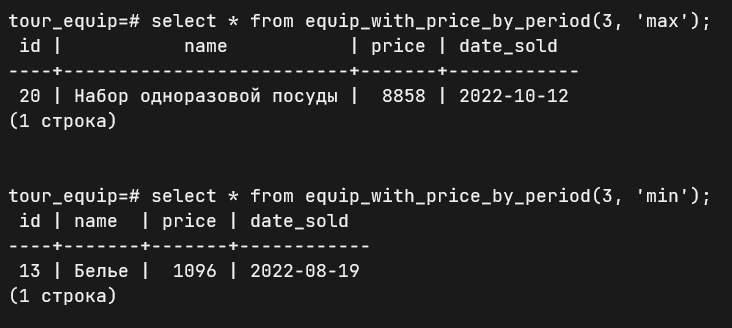 tour_equip=# select * from equip_with_price_by_period(3, 'max');
 id |           name            | price | date_sold
----+---------------------------+-------+------------
 20 | Набор одноразовой посуды |  8858 | 2022-10-12
(1 строка)
tour_equip=# select * from equip_with_price_by_period(3, 'min');
 id | name  | price | date_sold
----+-------+-------+------------
 13 | Белье |  1096 | 2022-08-19
(1 строка)